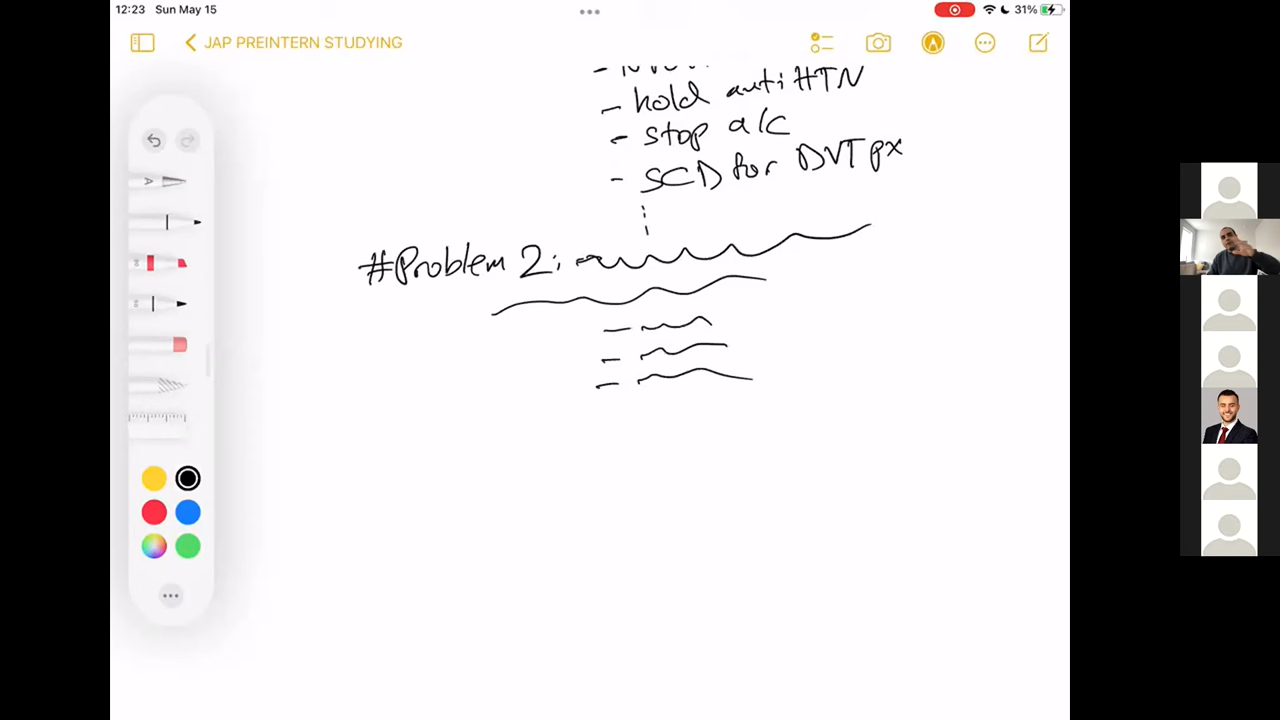 12:23 Sun May 15
31%
JAP PREINTERN STUDYING
- hold anti HTN
- stop a/c
- SCD for DVT px
#Problem 2: